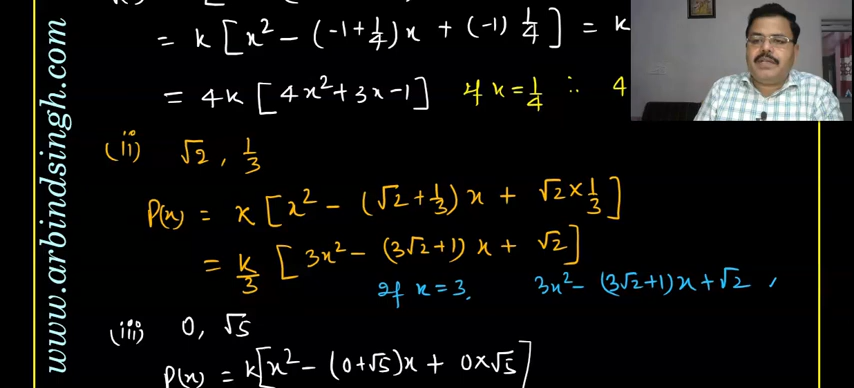 www.arbindsingh.com
= k [ x² − (−1+1/4) x + (−1) 1/4 ] = k
= 4k [ 4x²+3x−1 ] If k = 1/4 ∴ 4
(ii) √2 , 1/3
P(x) = k [ x² − (√2+1/3) x + √2 × 1/3 ]
= k/3 [ 3x² − (3√2+1) x + √2 ]
If k = 3, 3x² − (3√2+1)x + √2 ,
(iii) 0, √5
P(x) = k[ x² − (0+√5)x + 0×√5 ]